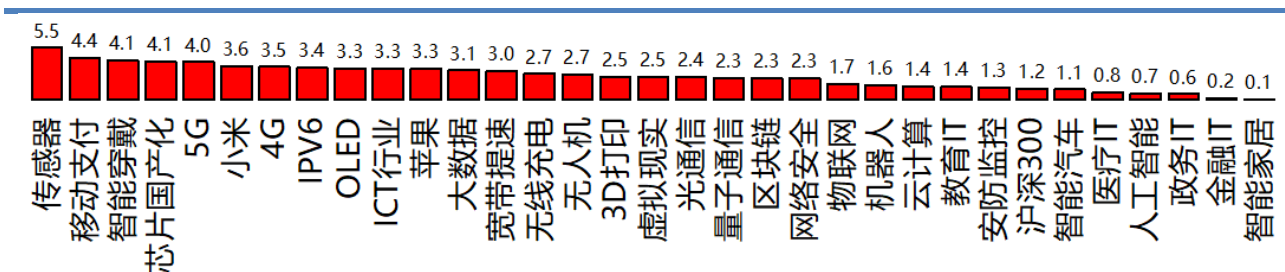 5.5 4.4 4.1 4.1 4.0 3.6 3.5 3.4 3.3 3.3 3.3 3.1 3.0 2.7 2.7 2.5 2.5 2.4 2.3 2.3 2.3 1.7 1.6 1.4 1.4 1.3 1.2 1.1 0.8 0.7 0.6 0.2 0.1
传感器
移动支付
智能穿戴
芯片国产化
5G
小米
4G
IPV6
OLED
ICT行业
苹果
大数据
宽带提速
无线充电
无人机
3D打印
虚拟现实
光通信
量子通信
区块链
网络安全
物联网
机器人
云计算
教育IT
安防监控
沪深300
智能汽车
医疗IT
人工智能
政务IT
金融IT
智能家居